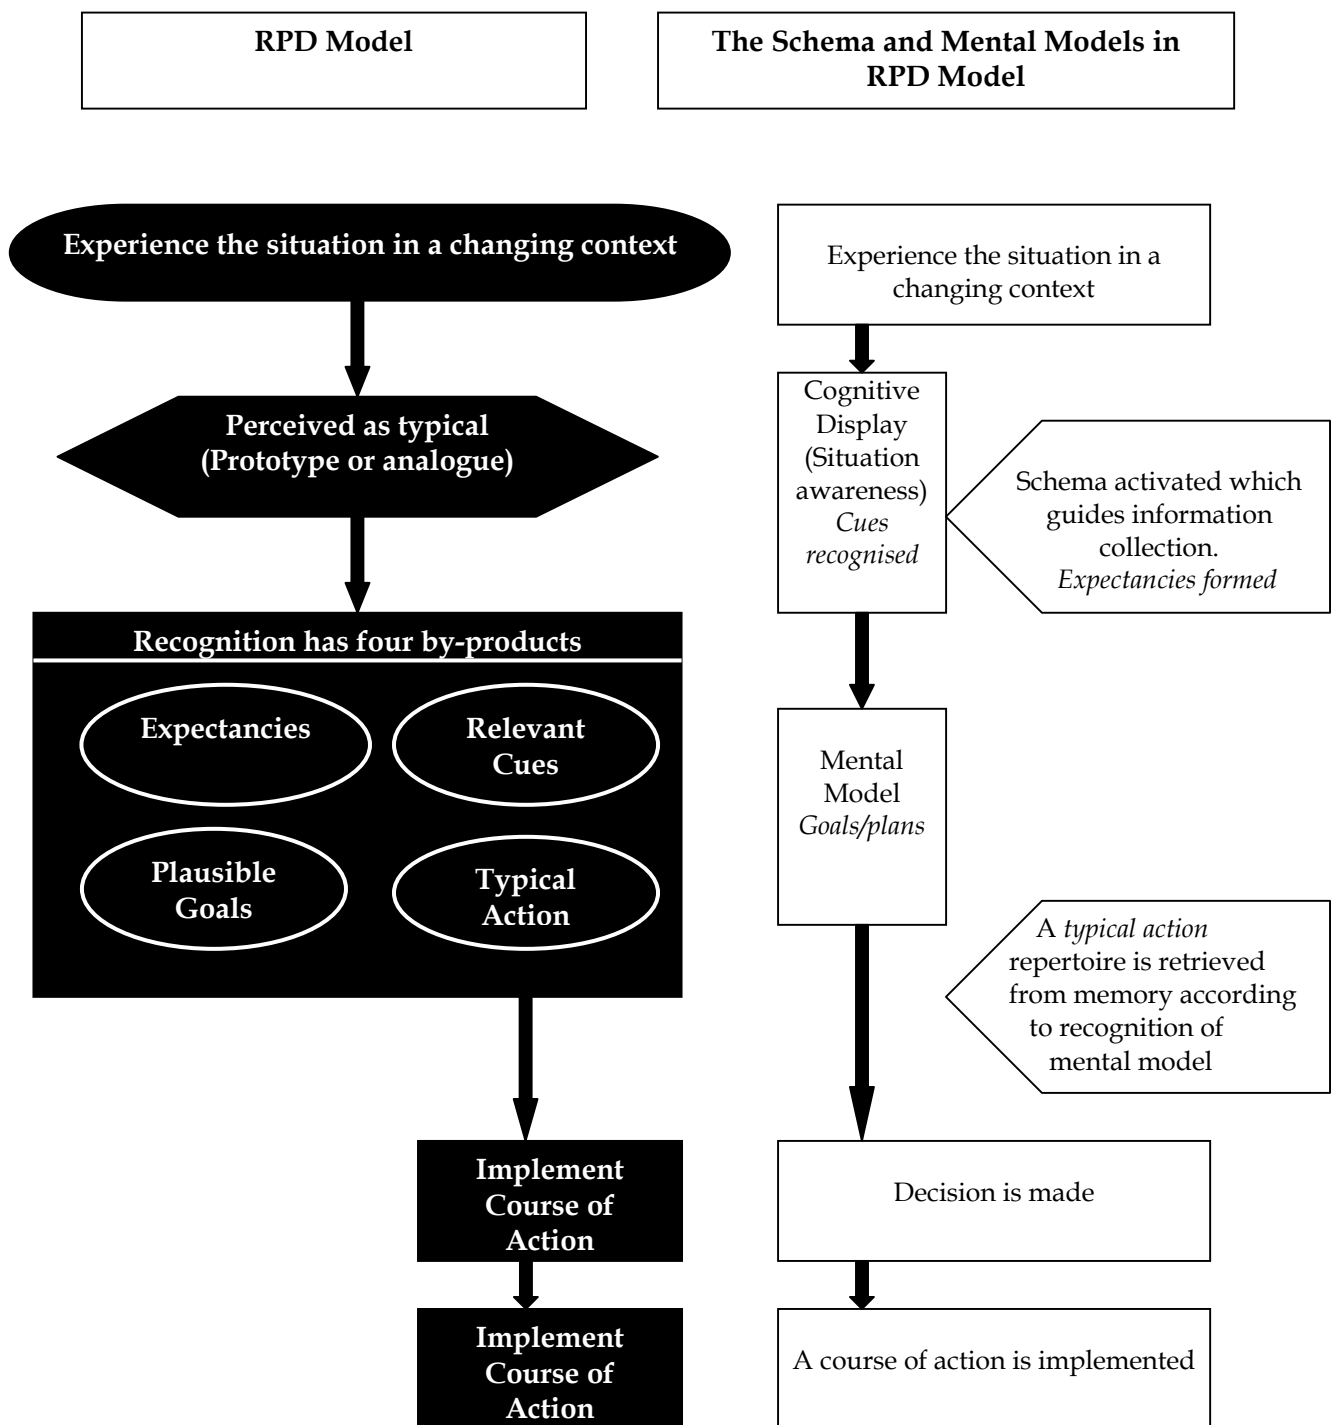 RPD Model
The Schema and Mental Models in
RPD Model
Experience the situation in a changing context
Perceived as typical
(Prototype or analogue)
Recognition has four by-products
Expectancies
Relevant
Cues
Plausible
Goals
Typical
Action
Implement
Course of
Action
Implement
Course of
Action
Experience the situation in a
changing context
Cognitive
Display
(Situation
awareness)
Cues
recognised
Schema activated which
guides information
collection.
Expectancies formed
Mental
Model
Goals/plans
A typical action
repertoire is retrieved
from memory according
to recognition of
mental model
Decision is made
A course of action is implemented